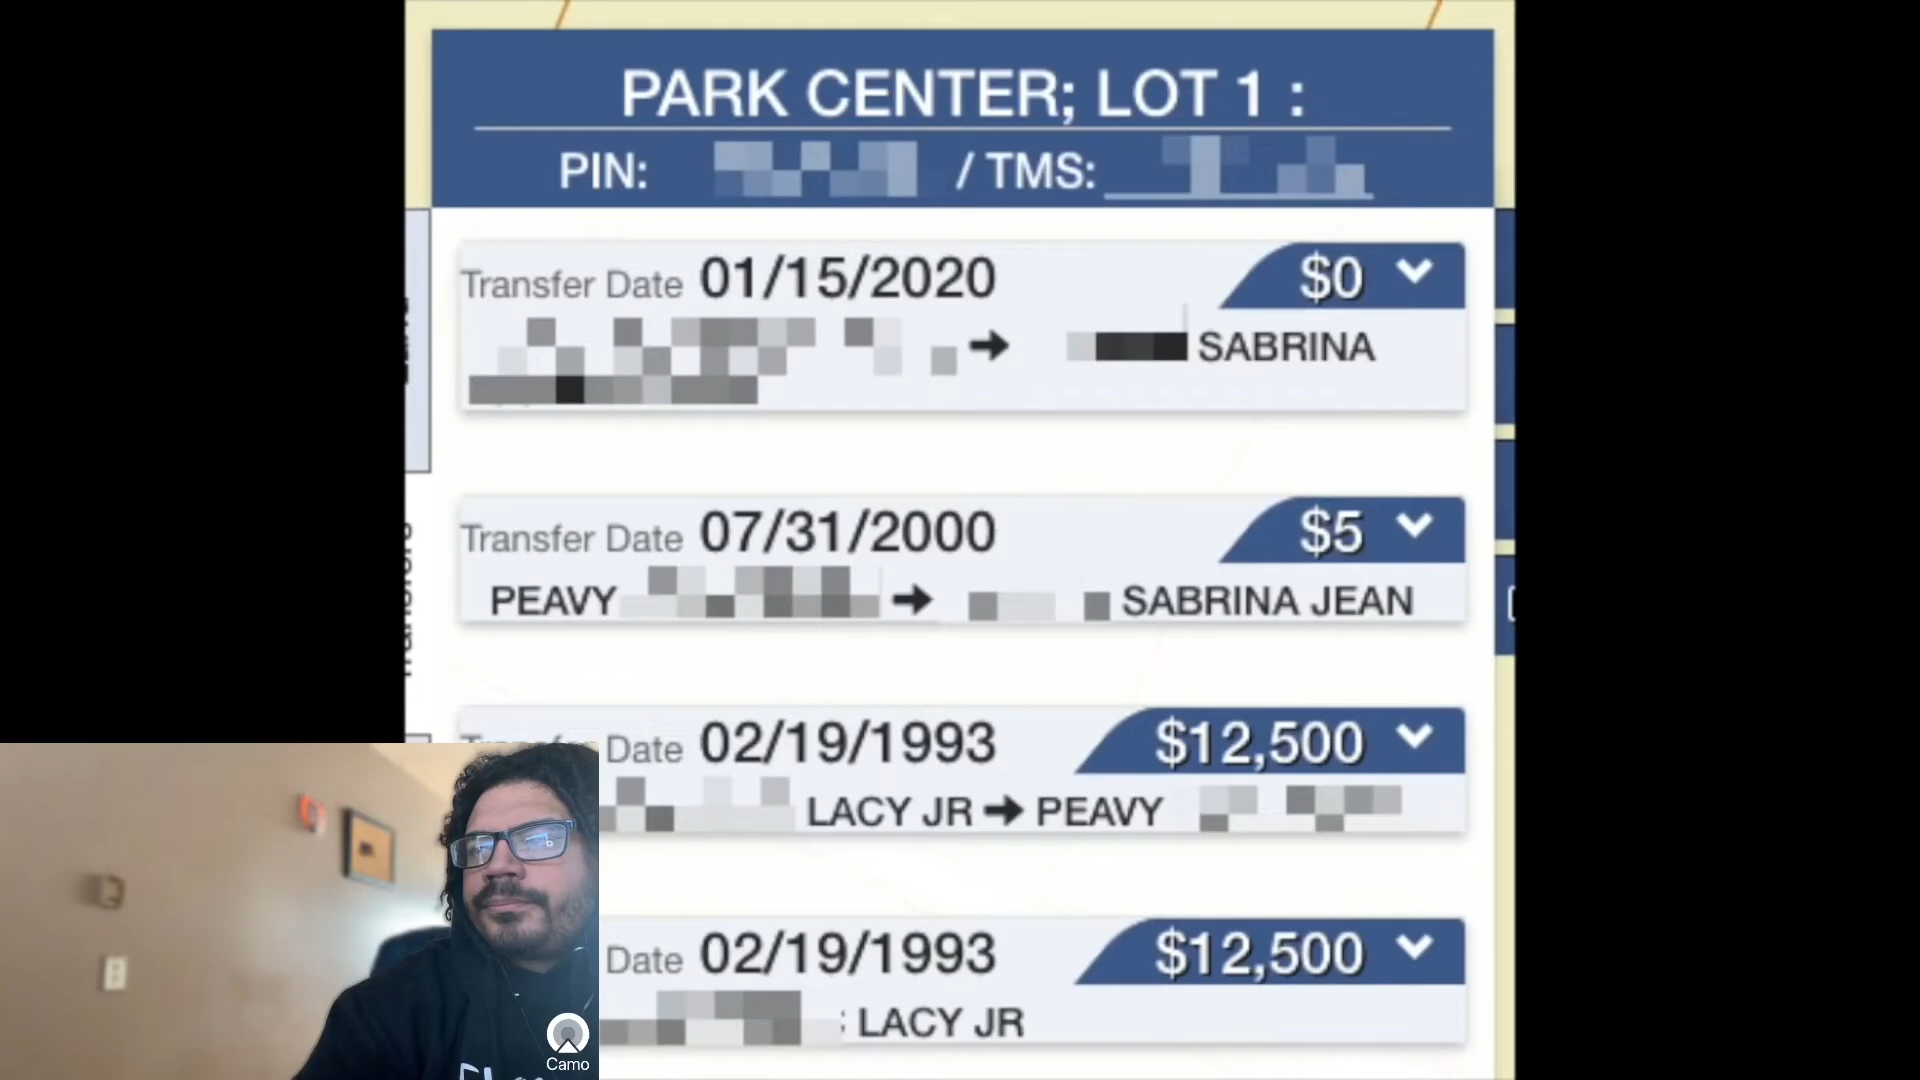 PARK CENTER; LOT 1 :
PIN: / TMS:
Transfer Date 01/15/2020 $0
➔ SABRINA
Transfer Date 07/31/2000 $5
PEAVY ➔ SABRINA JEAN
Date 02/19/1993 $12,500
LACY JR ➔ PEAVY
Date 02/19/1993 $12,500
LACY JR
Camo